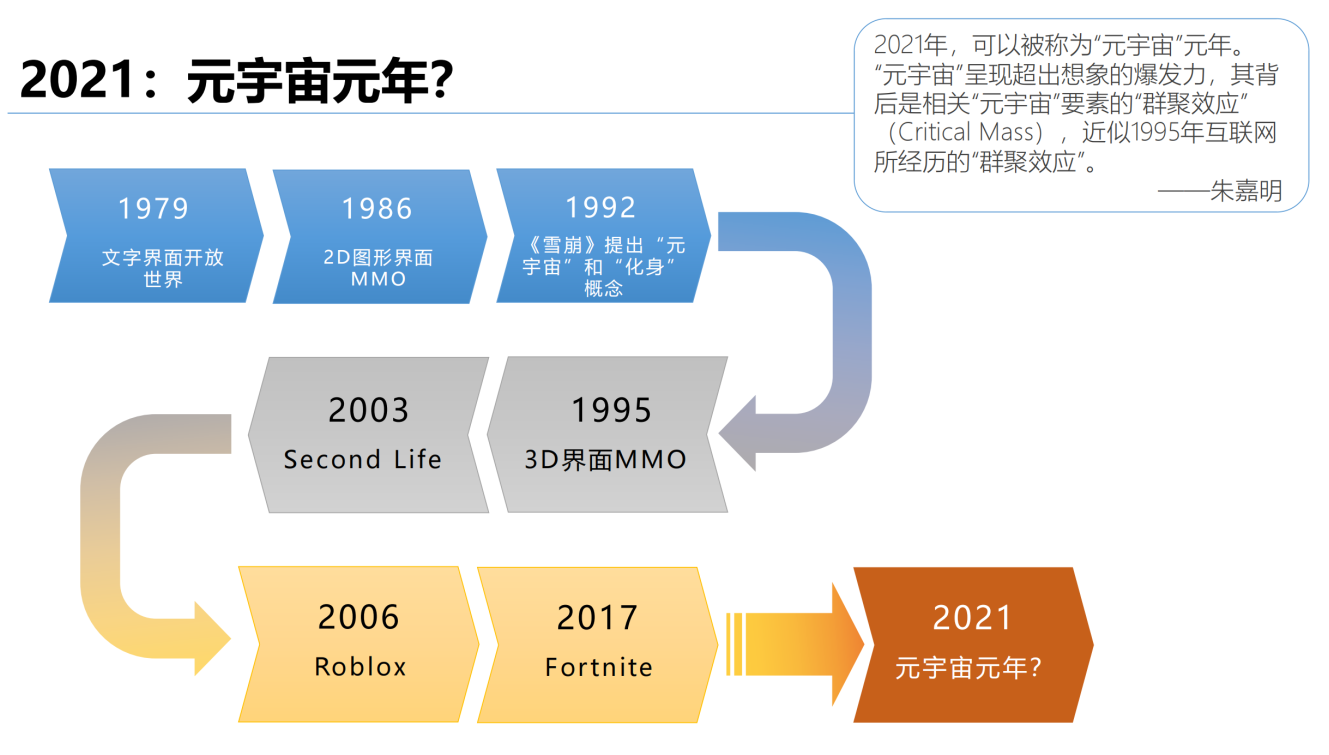 2021：元宇宙元年？
2021年，可以被称为“元宇宙”元年。
“元宇宙”呈现超出想象的爆发力，其背
后是相关“元宇宙”要素的“群聚效应”
（Critical Mass），近似1995年互联网
所经历的“群聚效应”。
——朱嘉明
1979
文字界面开放
世界
1986
2D图形界面
MMO
1992
《雪崩》提出“元
宇宙”和“化身”
概念
1995
3D界面MMO
2003
Second Life
2006
Roblox
2017
Fortnite
2021
元宇宙元年？